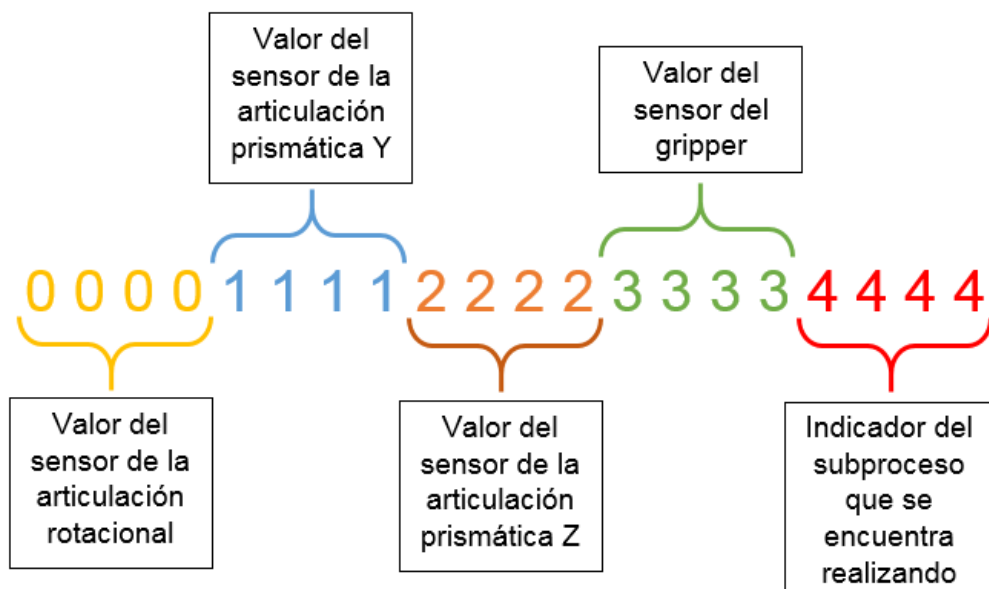 Valor del
sensor de la
articulación
prismática Y
Valor del
sensor del
gripper
0 0 0 0 1 1 1 1 2 2 2 2 3 3 3 3 4 4 4 4
Valor del
sensor de la
articulación
rotacional
Valor del
sensor de la
articulación
prismática Z
Indicador del
subproceso
que se
encuentra
realizando